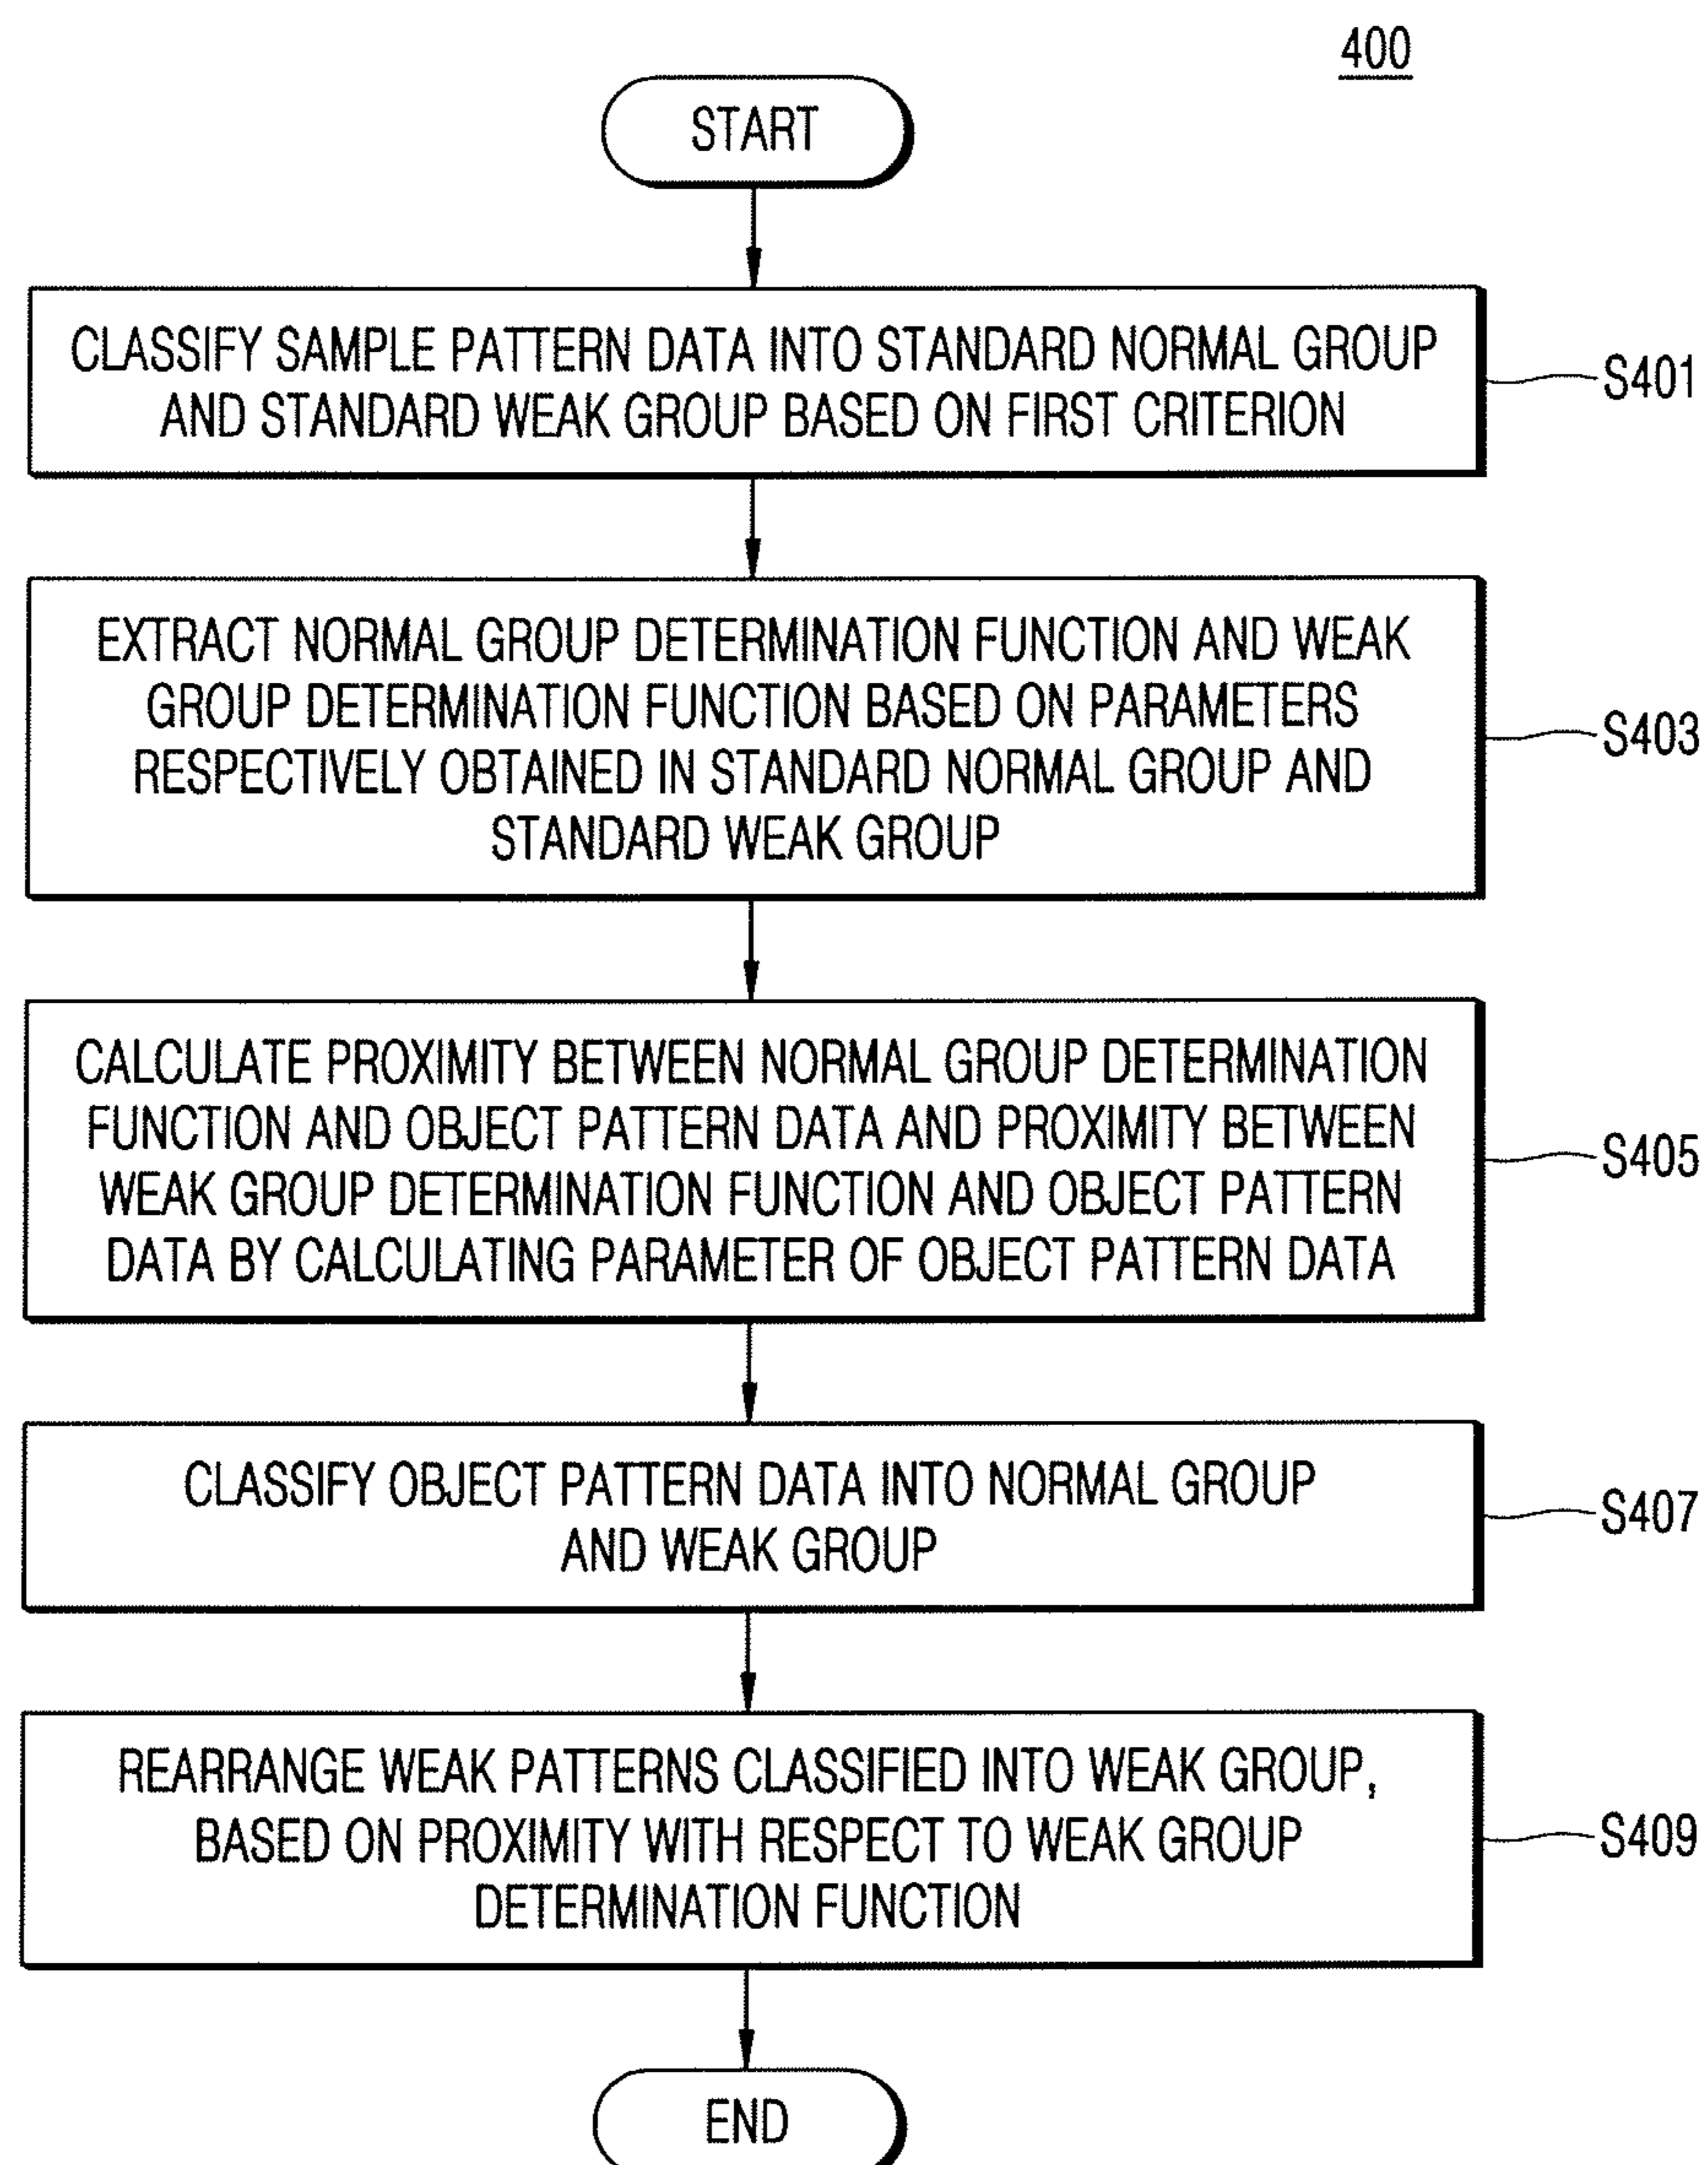 400
START
CLASSIFY SAMPLE PATTERN DATA INTO STANDARD NORMAL GROUP
AND STANDARD WEAK GROUP BASED ON FIRST CRITERION
S401
EXTRACT NORMAL GROUP DETERMINATION FUNCTION AND WEAK
GROUP DETERMINATION FUNCTION BASED ON PARAMETERS
RESPECTIVELY OBTAINED IN STANDARD NORMAL GROUP AND
STANDARD WEAK GROUP
S403
CALCULATE PROXIMITY BETWEEN NORMAL GROUP DETERMINATION
FUNCTION AND OBJECT PATTERN DATA AND PROXIMITY BETWEEN
WEAK GROUP DETERMINATION FUNCTION AND OBJECT PATTERN
DATA BY CALCULATING PARAMETER OF OBJECT PATTERN DATA
S405
CLASSIFY OBJECT PATTERN DATA INTO NORMAL GROUP
AND WEAK GROUP
S407
REARRANGE WEAK PATTERNS CLASSIFIED INTO WEAK GROUP,
BASED ON PROXIMITY WITH RESPECT TO WEAK GROUP
DETERMINATION FUNCTION
S409
END